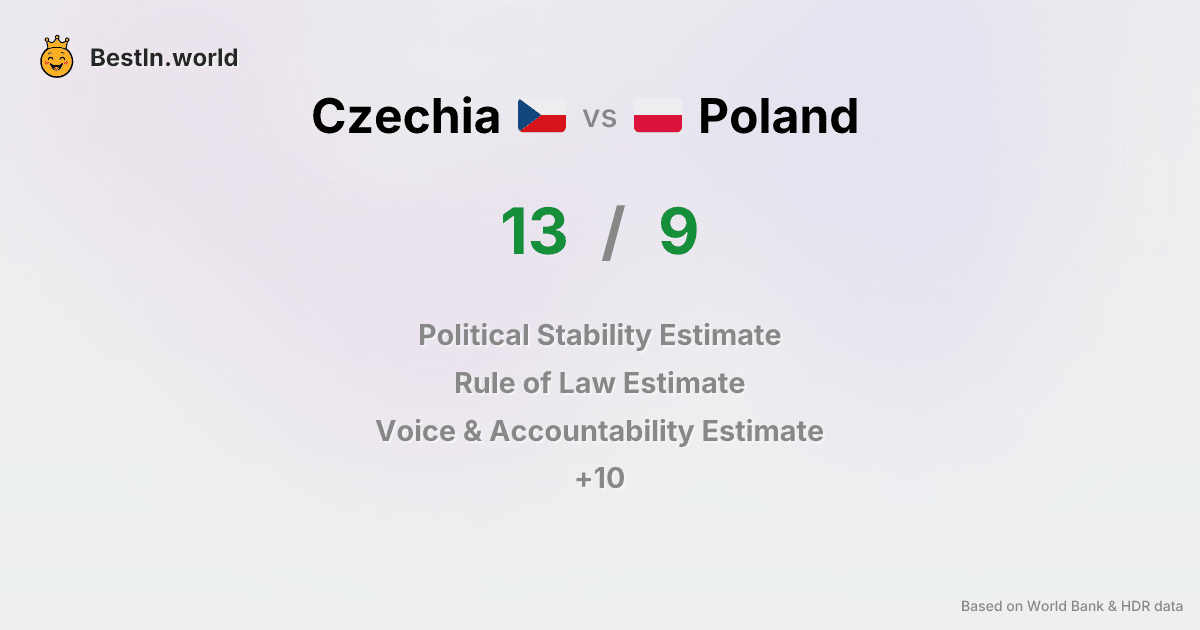 BestIn.world
Czechia vs Poland
13 / 9
Political Stability Estimate
Rule of Law Estimate
Voice & Accountability Estimate
+10
Based on World Bank & HDR data